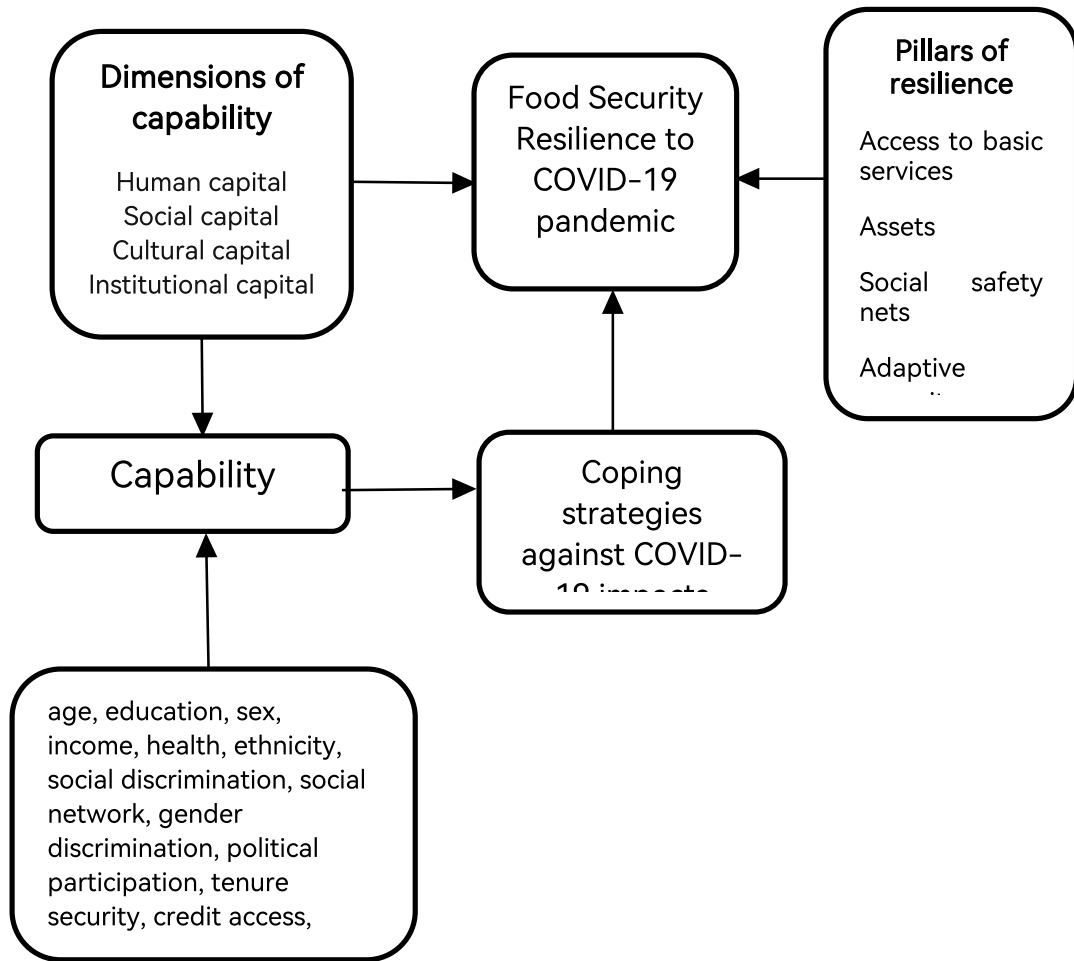 Dimensions of
capability
Human capital
Social capital
Cultural capital
Institutional capital
Food Security
Resilience to
COVID-19
pandemic
Pillars of
resilience
Access to basic
services
Assets
Social safety
nets
Adaptive
Capability
Coping
strategies
against COVID-
19 impacts
age, education, sex,
income, health, ethnicity,
social discrimination, social
network, gender
discrimination, political
participation, tenure
security, credit access,